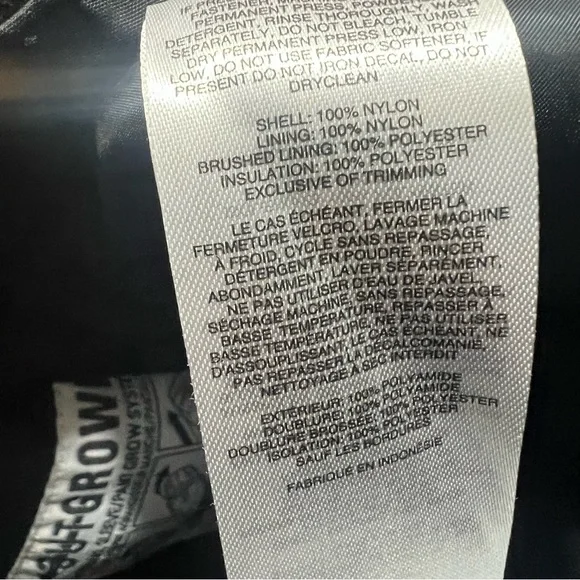 FASTENER, MACHINE
PERMANENT PRESS, POWDER
DETERGENT, RINSE THOROUGHLY, WASH
SEPARATELY, DO NOT BLEACH, TUMBLE
DRY PERMANENT PRESS LOW, IRON
LOW, DO NOT USE FABRIC SOFTENER, IF
PRESENT DO NOT IRON DECAL, DO NOT
DRYCLEAN
SHELL: 100% NYLON
LINING: 100% NYLON
BRUSHED LINING: 100% POLYESTER
INSULATION: 100% POLYESTER
EXCLUSIVE OF TRIMMING
LE CAS ÉCHÉANT, FERMER LA
FERMETURE VELCRO, LAVAGE MACHINE
À FROID, CYCLE SANS REPASSAGE,
DÉTERGENT EN POUDRE, RINCER
ABONDAMMENT, LAVER SÉPARÉMENT,
NE PAS UTILISER D'EAU DE JAVEL,
SÉCHAGE MACHINE, SANS REPASSAGE,
BASSE TEMPÉRATURE, REPASSER À
BASSE TEMPÉRATURE, NE PAS UTILISER
D'ASSOUPLISSANT, LE CAS ÉCHÉANT, NE
PAS REPASSER LA DÉCALCOMANIE,
NETTOYAGE À SEC INTERDIT
EXTÉRIEUR: 100% POLYAMIDE
DOUBLURE: 100% POLYAMIDE
DOUBLURE BROSSÉE: 100% POLYESTER
ISOLATION: 100% POLYESTER
SAUF LES BORDURES
FABRIQUÉ EN INDONÉSIE
OUT-GROW
GROW SYSTEM